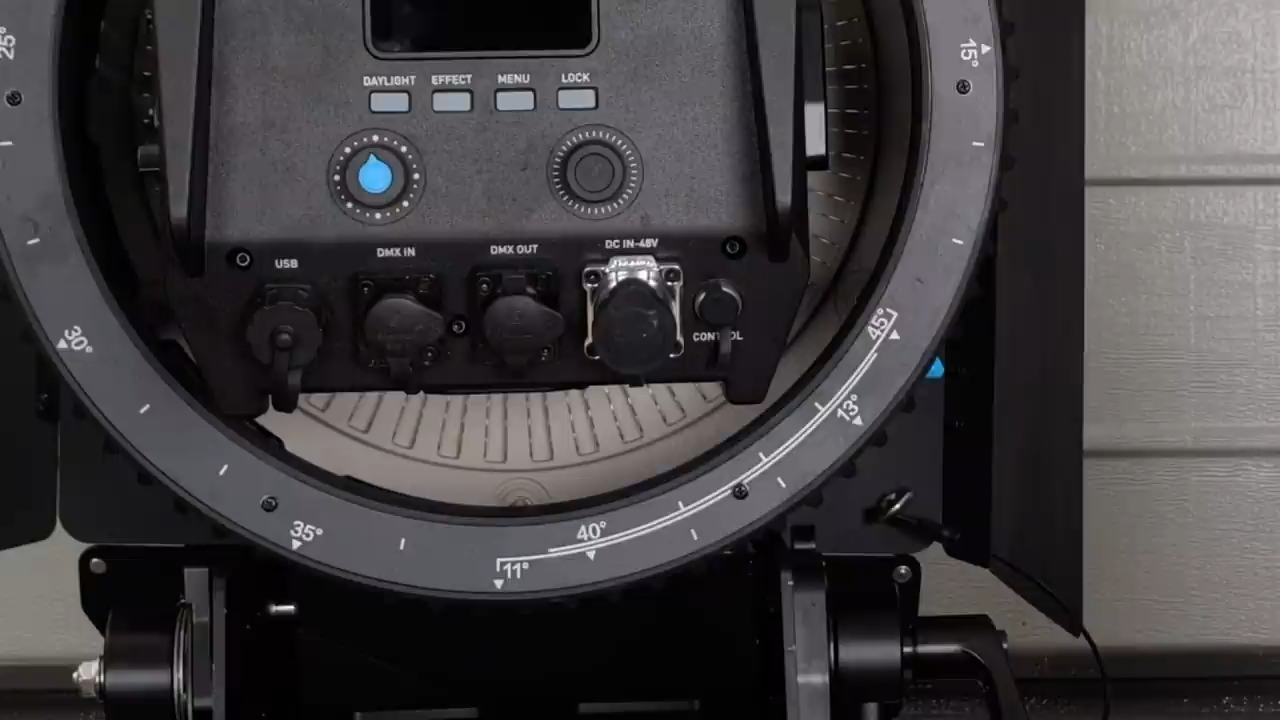 DAYLIGHT EFFECT MENU LOCK
USB DMX IN DMX OUT DC IN-48V
CONTROL
25°
30°
35°
11°
40°
13°
45°
15°